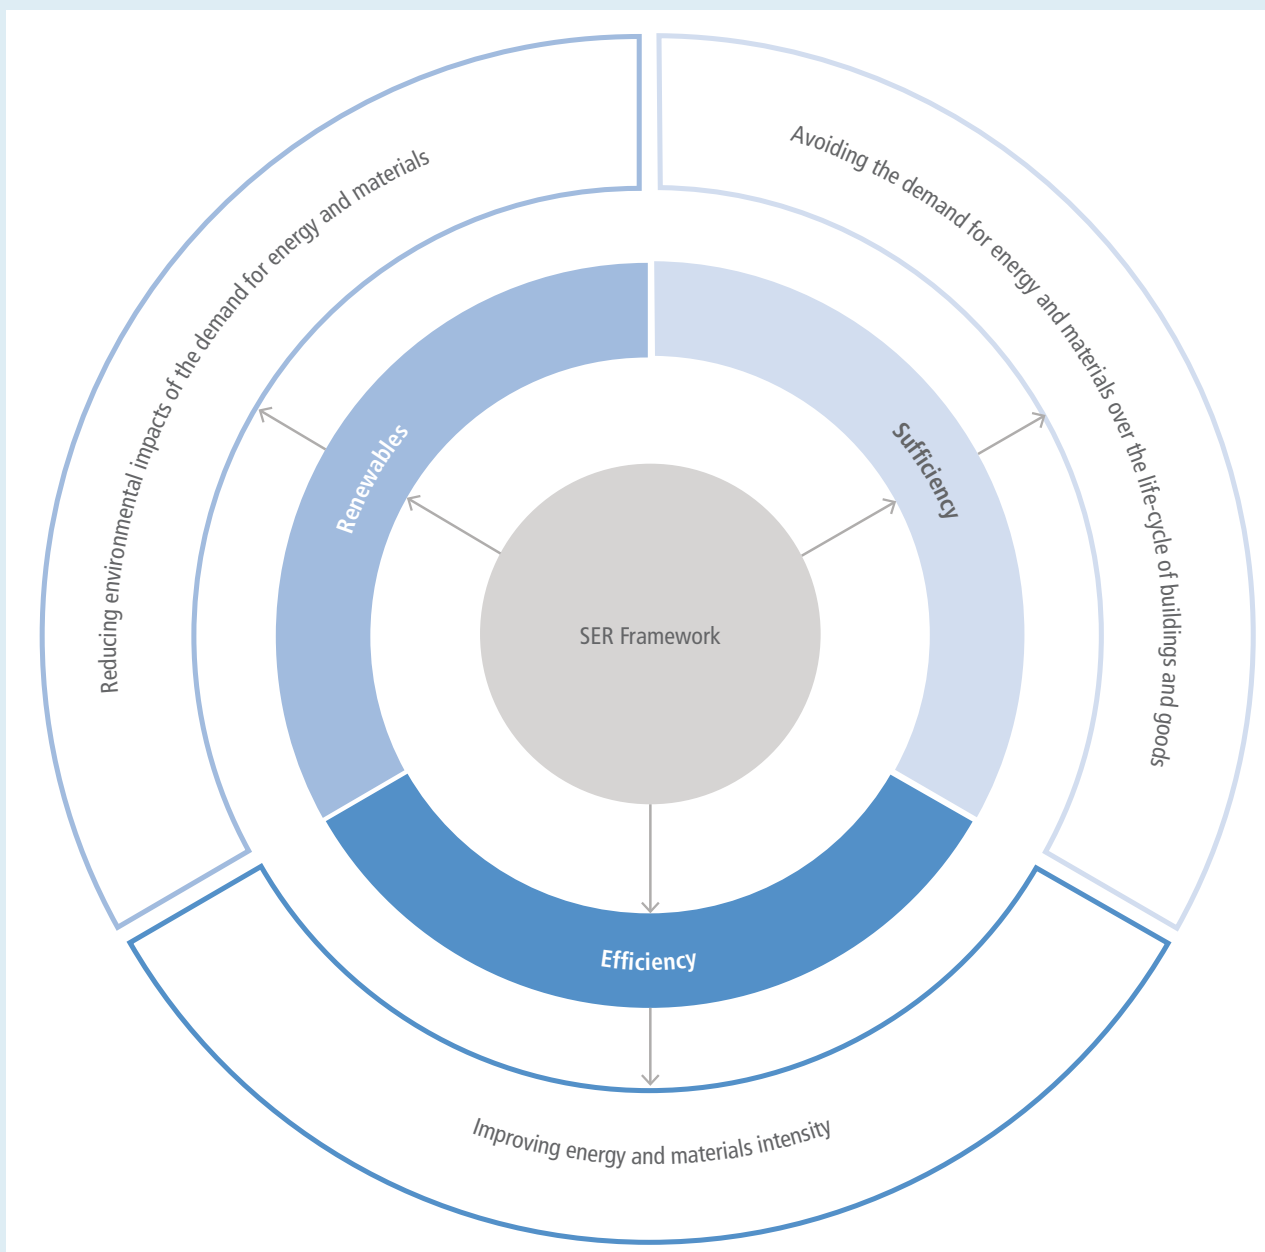 SER Framework
Sufficiency
Avoiding the demand for energy and materials over the life-cycle of buildings and goods
Efficiency
Improving energy and materials intensity
Renewables
Reducing environmental impacts of the demand for energy and materials